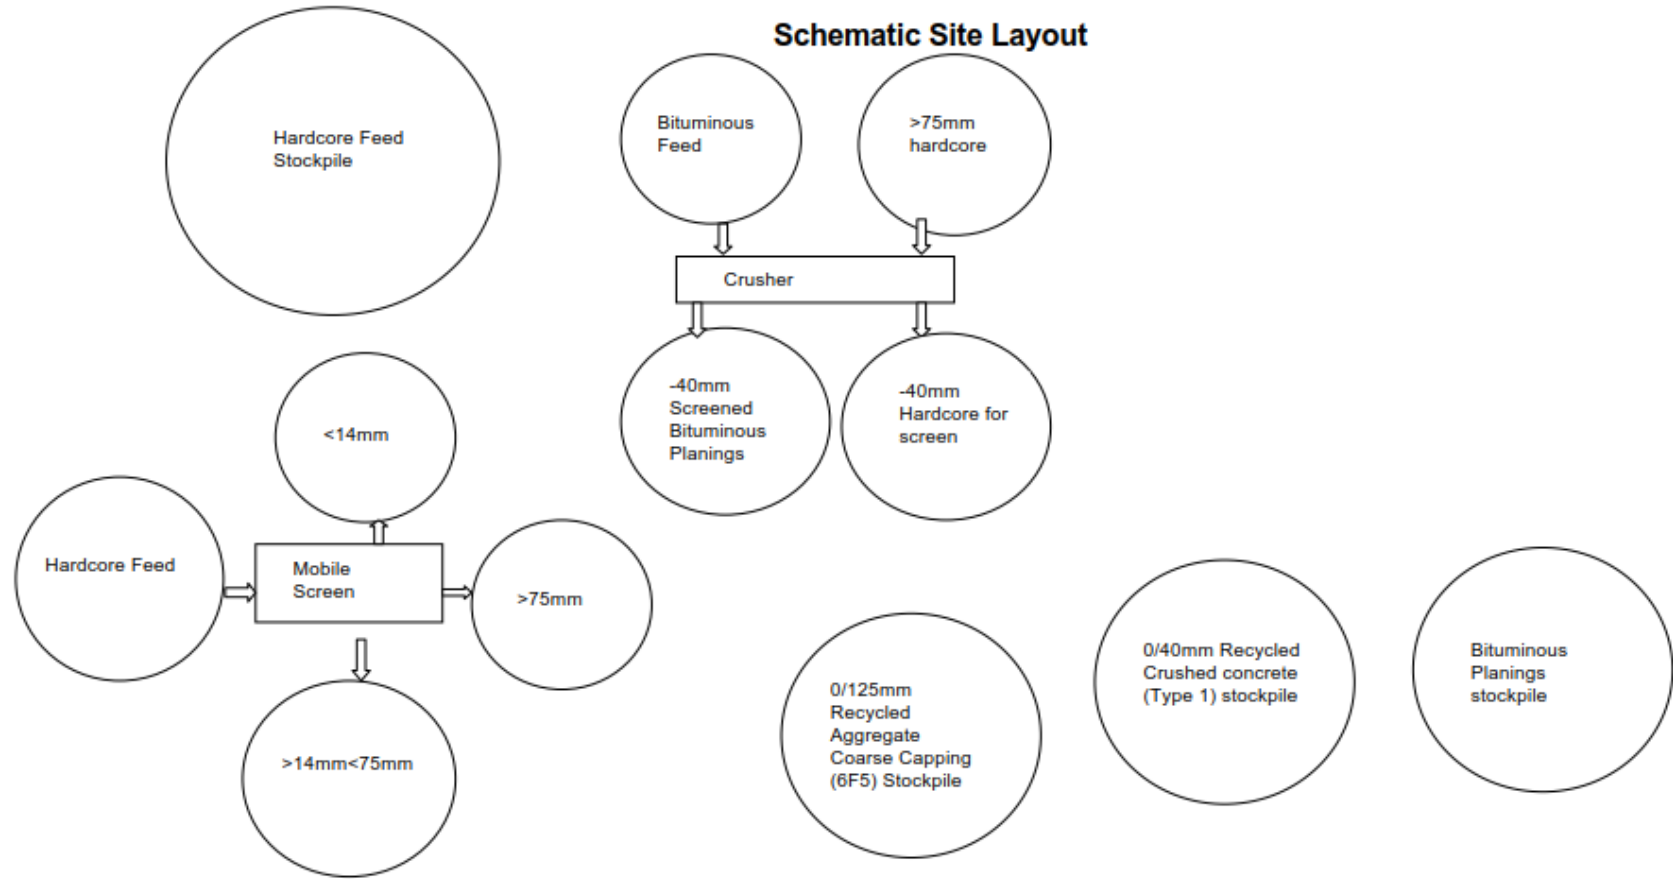 Schematic Site Layout
Hardcore Feed
Stockpile
Bituminous
Feed
>75mm
hardcore
Crusher
-40mm
Screened
Bituminous
Planings
-40mm
Hardcore for
screen
<14mm
Hardcore Feed
Mobile
Screen
>75mm
>14mm<75mm
0/125mm
Recycled
Aggregate
Coarse Capping
(6F5) Stockpile
0/40mm Recycled
Crushed concrete
(Type 1) stockpile
Bituminous
Planings
stockpile